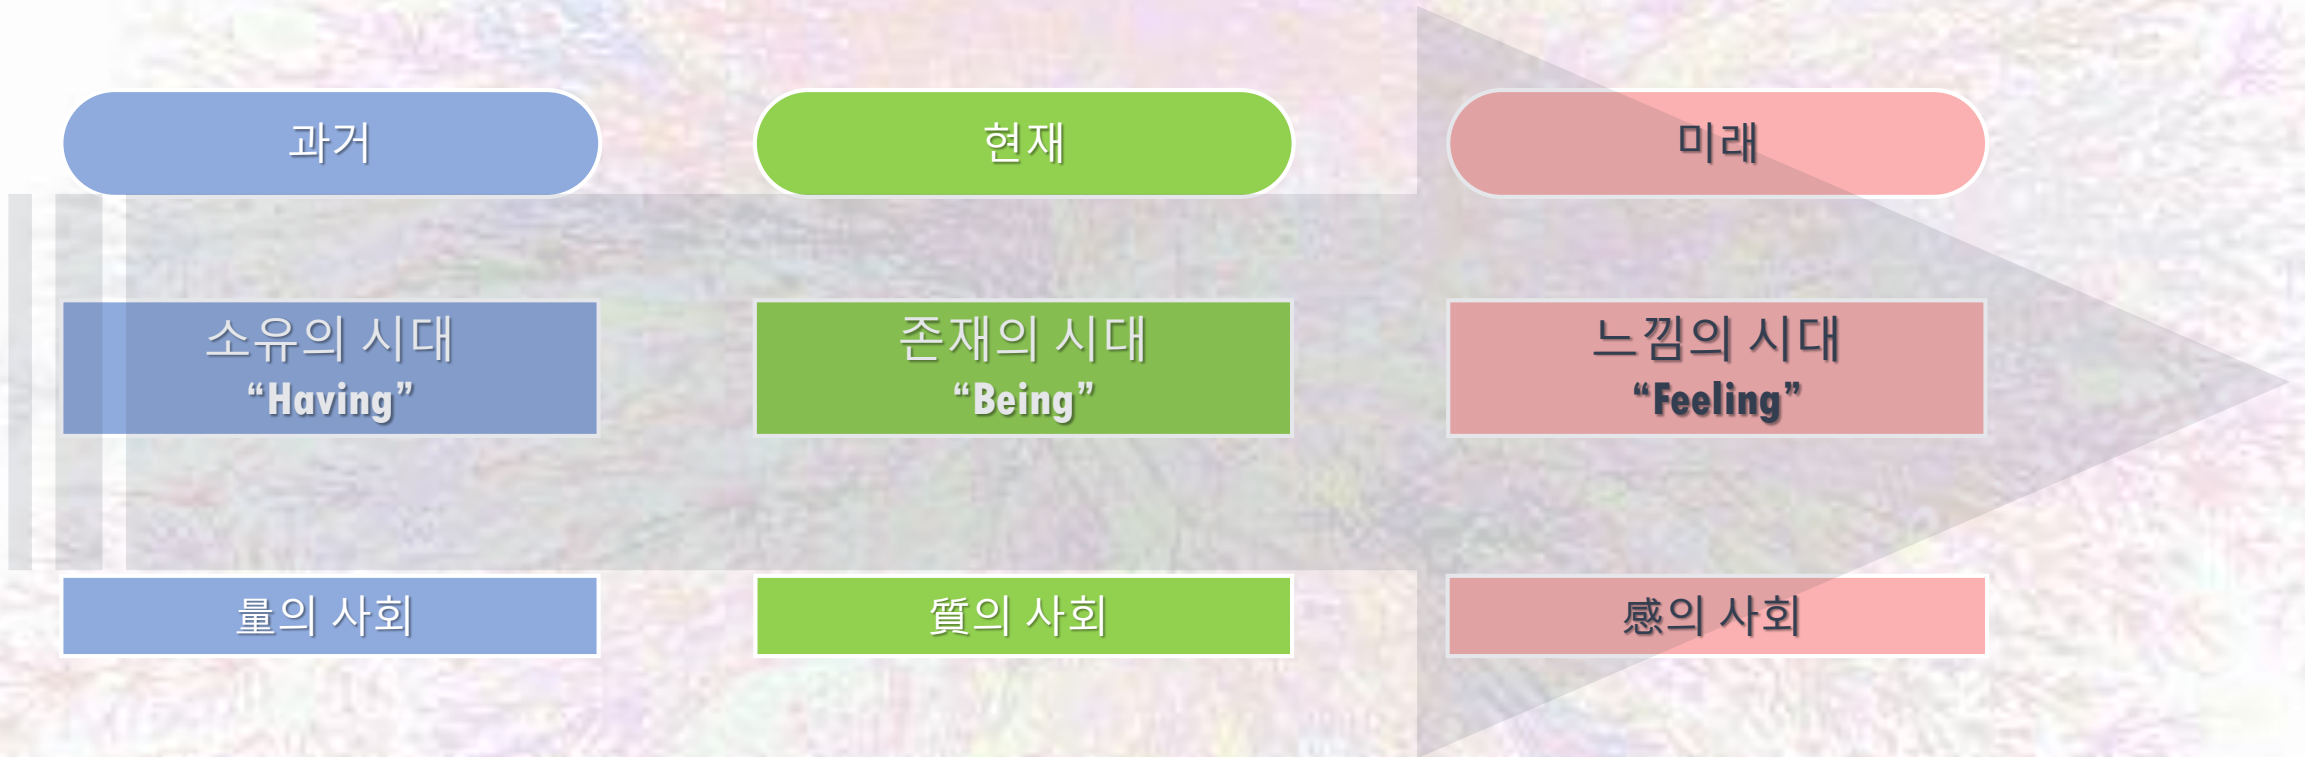 과거
현재
미래
소유의 시대
“Having”
존재의 시대
“Being”
느낌의 시대
“Feeling”
量의 사회
質의 사회
感의 사회